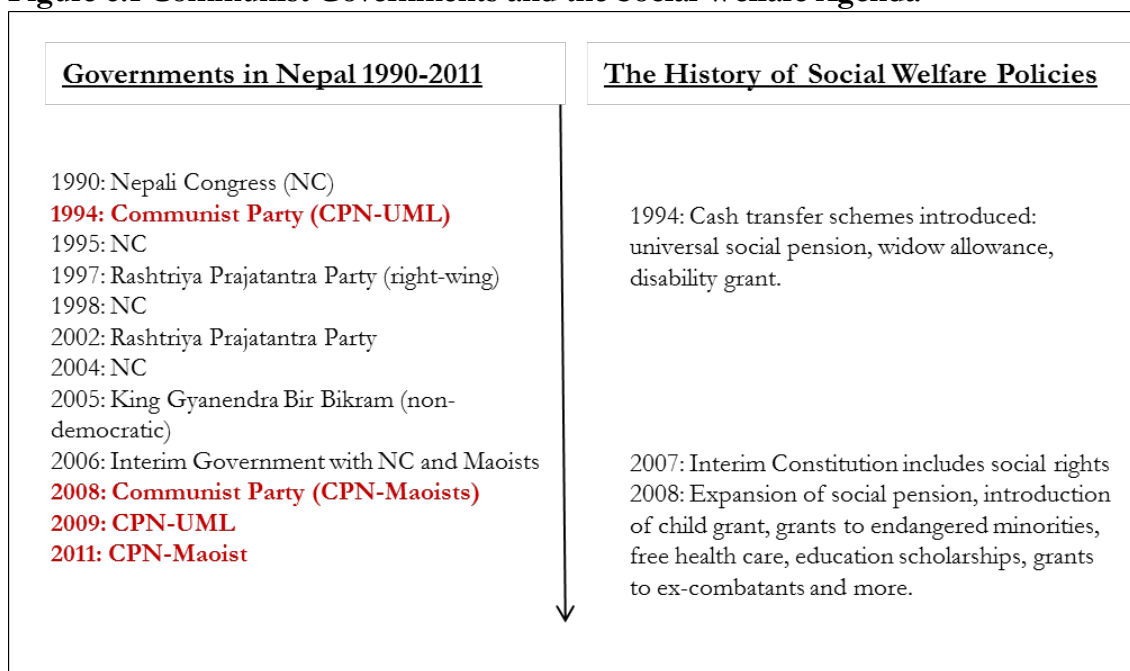 Governments in Nepal 1990-2011
1990: Nepali Congress (NC)
1994: Communist Party (CPN-UML)
1995: NC
1997: Rashtriya Prajatantra Party (right-wing)
1998: NC
2002: Rashtriya Prajatantra Party
2004: NC
2005: King Gyanendra Bir Bikram (non-
democratic)
2006: Interim Government with NC and Maoists
2008: Communist Party (CPN-Maoists)
2009: CPN-UML
2011: CPN-Maoist
The History of Social Welfare Policies
1994: Cash transfer schemes introduced:
universal social pension, widow allowance,
disability grant.
2007: Interim Constitution includes social rights
2008: Expansion of social pension, introduction
of child grant, grants to endangered minorities,
free health care, education scholarships, grants
to ex-combatants and more.